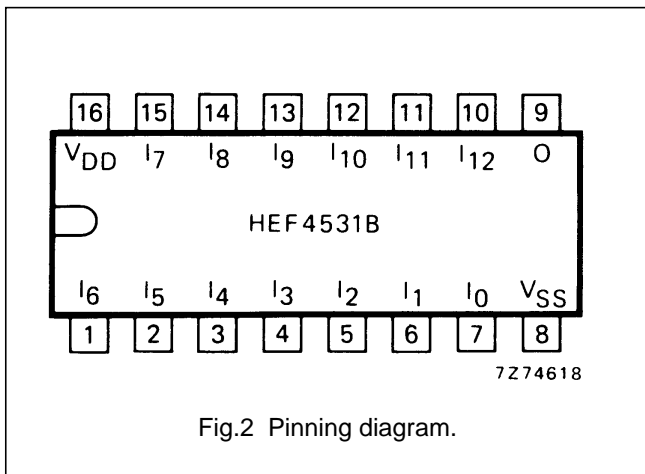 16 15 14 13 12 11 10 9
VDD I7 I8 I9 I10 I11 I12 O
HEF4531B
I6 I5 I4 I3 I2 I1 I0 VSS
1 2 3 4 5 6 7 8
7Z74618
Fig.2 Pinning diagram.